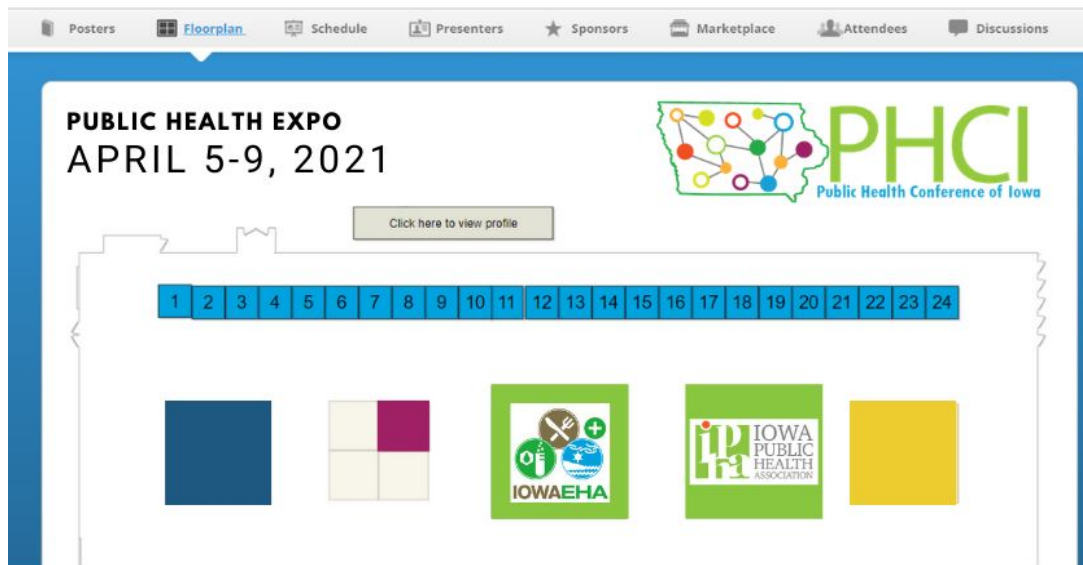 Posters Floorplan Schedule Presenters Sponsors Marketplace Attendees Discussions
PUBLIC HEALTH EXPO
APRIL 5-9, 2021
PHCI
Public Health Conference of Iowa
Click here to view profile
1 2 3 4 5 6 7 8 9 10 11 12 13 14 15 16 17 18 19 20 21 22 23 24
IOWAEHA
ipha IOWA
PUBLIC
HEALTH
ASSOCIATION